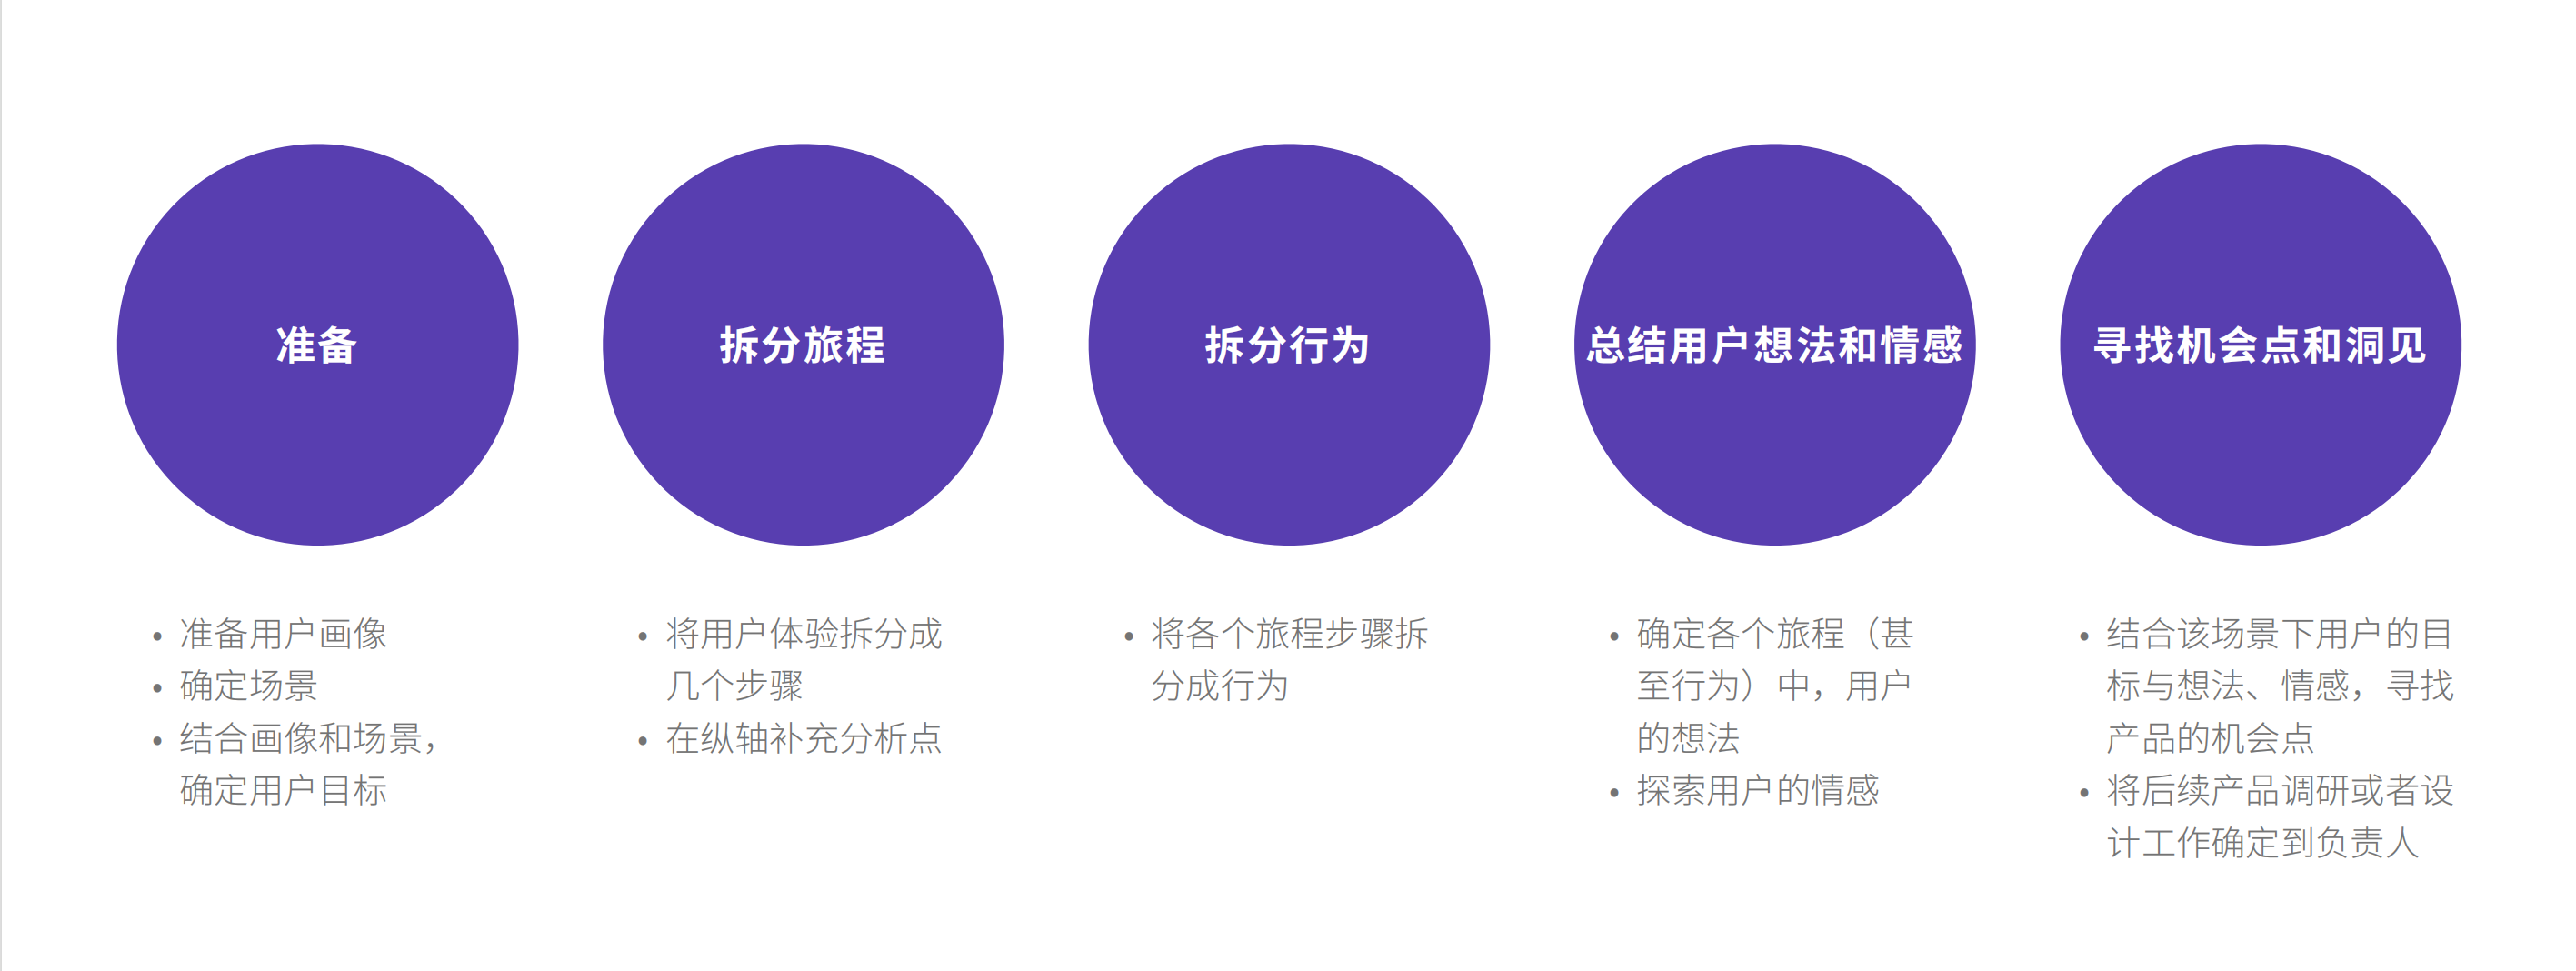 准备
拆分旅程
拆分行为
总结用户想法和情感
寻找机会点和洞见
• 准备用户画像
• 确定场景
• 结合画像和场景，
确定用户目标
• 将用户体验拆分成
几个步骤
• 在纵轴补充分析点
• 将各个旅程步骤拆
分成行为
• 确定各个旅程（甚
至行为）中，用户
的想法
• 探索用户的情感
• 结合该场景下用户的目
标与想法、情感，寻找
产品的机会点
• 将后续产品调研或者设
计工作确定到负责人